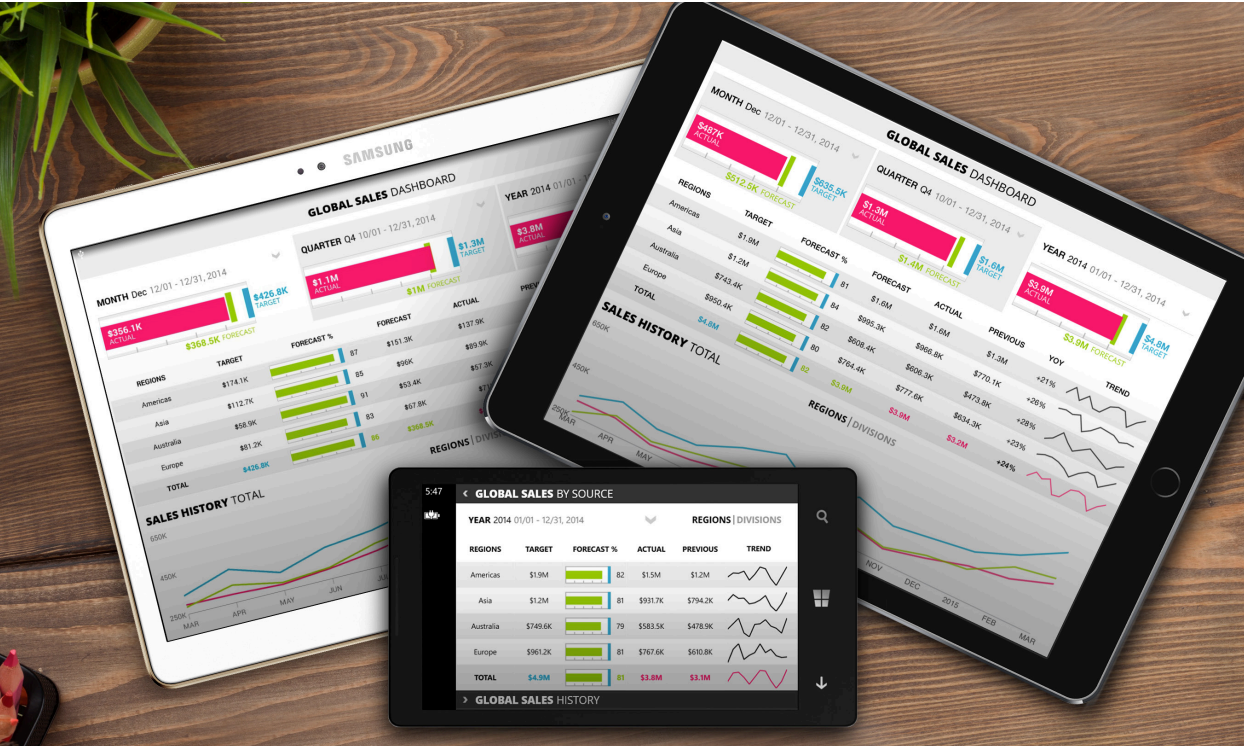 SAMSUNG
GLOBAL SALES DASHBOARD
MONTH Dec 12/01 - 12/31, 2014
$356.1K
ACTUAL
$426.8K
TARGET
$368.5K FORECAST
QUARTER Q4 10/01 - 12/31, 2014
$1.1M
ACTUAL
$1.3M
TARGET
$1M FORECAST
YEAR 2014 01/01 -
$3.8M
ACTUAL
REGIONS TARGET FORECAST % FORECAST ACTUAL
Americas $174.1K 87 $151.3K $137.9K
Asia $112.7K 85 $96K $89.9K
Australia $58.9K 91 $53.4K $57.3K
Europe $81.2K 83 $67.8K
TOTAL $426.8K 86 $368.5K
REGIONS
SALES HISTORY TOTAL
650K
450K
250K
MAR APR MAY JUN
GLOBAL SALES DASHBOARD
MONTH Dec 12/01 - 12/31, 2014
$487K
ACTUAL
$635.5K
TARGET
$512.5K FORECAST
QUARTER Q4 10/01 - 12/31, 2014
$1.3M
ACTUAL
$1.6M
TARGET
$1.4M FORECAST
YEAR 2014 01/01 - 12/31, 2014
$3.9M
ACTUAL
$4.8M
TARGET
$3.9M FORECAST
REGIONS TARGET FORECAST % FORECAST ACTUAL PREVIOUS YOY TREND
Americas $1.9M 81 $1.6M $1.6M $1.3M +21%
Asia $1.2M 84 $995.3K $966.8K $770.1K +26%
Australia $743.4K 82 $608.4K $606.3K $473.8K +28%
Europe $950.4K 80 $764.4K $777.6K $634.3K +23%
TOTAL $4.8M 82 $3.9M $3.9M $3.2M +24%
SALES HISTORY TOTAL
REGIONS|DIVISIONS
650K
450K
250K
MAR APR MAY NOV DEC 2015 FEB MAR
5:47
GLOBAL SALES BY SOURCE
YEAR 2014 01/01 - 12/31, 2014 REGIONS|DIVISIONS
REGIONS TARGET FORECAST % ACTUAL PREVIOUS TREND
Americas $1.9M 82 $1.5M $1.2M
Asia $1.2M 81 $931.7K $794.2K
Australia $749.6K 79 $583.5K $478.9K
Europe $961.2K 81 $767.6K $610.8K
TOTAL $4.9M 81 $3.8M $3.1M
GLOBAL SALES HISTORY